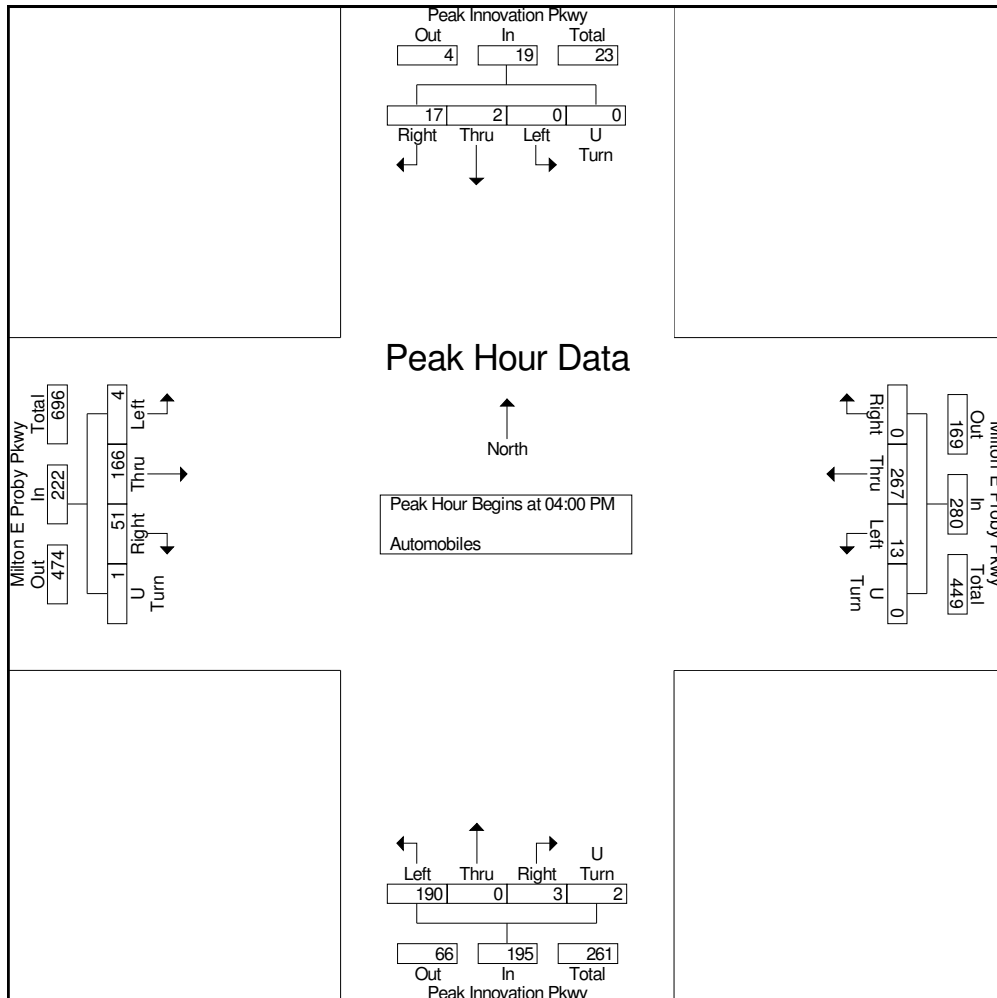 Peak Innovation Pkwy
Out In Total
4 19 23
17 2 0 0
Right Thru Left U
Turn
Peak Hour Data
North
Peak Hour Begins at 04:00 PM
Automobiles
Milton E Proby Pkwy
Out In Total
474 222 696
1 51 166 4
U Turn Right Thru Left
Milton E Proby Pkwy
Out In Total
169 280 449
0 267 13 0
Right Thru Left U
Turn
U
Left Thru Right Turn
190 0 3 2
66 195 261
Out In Total
Peak Innovation Pkwy